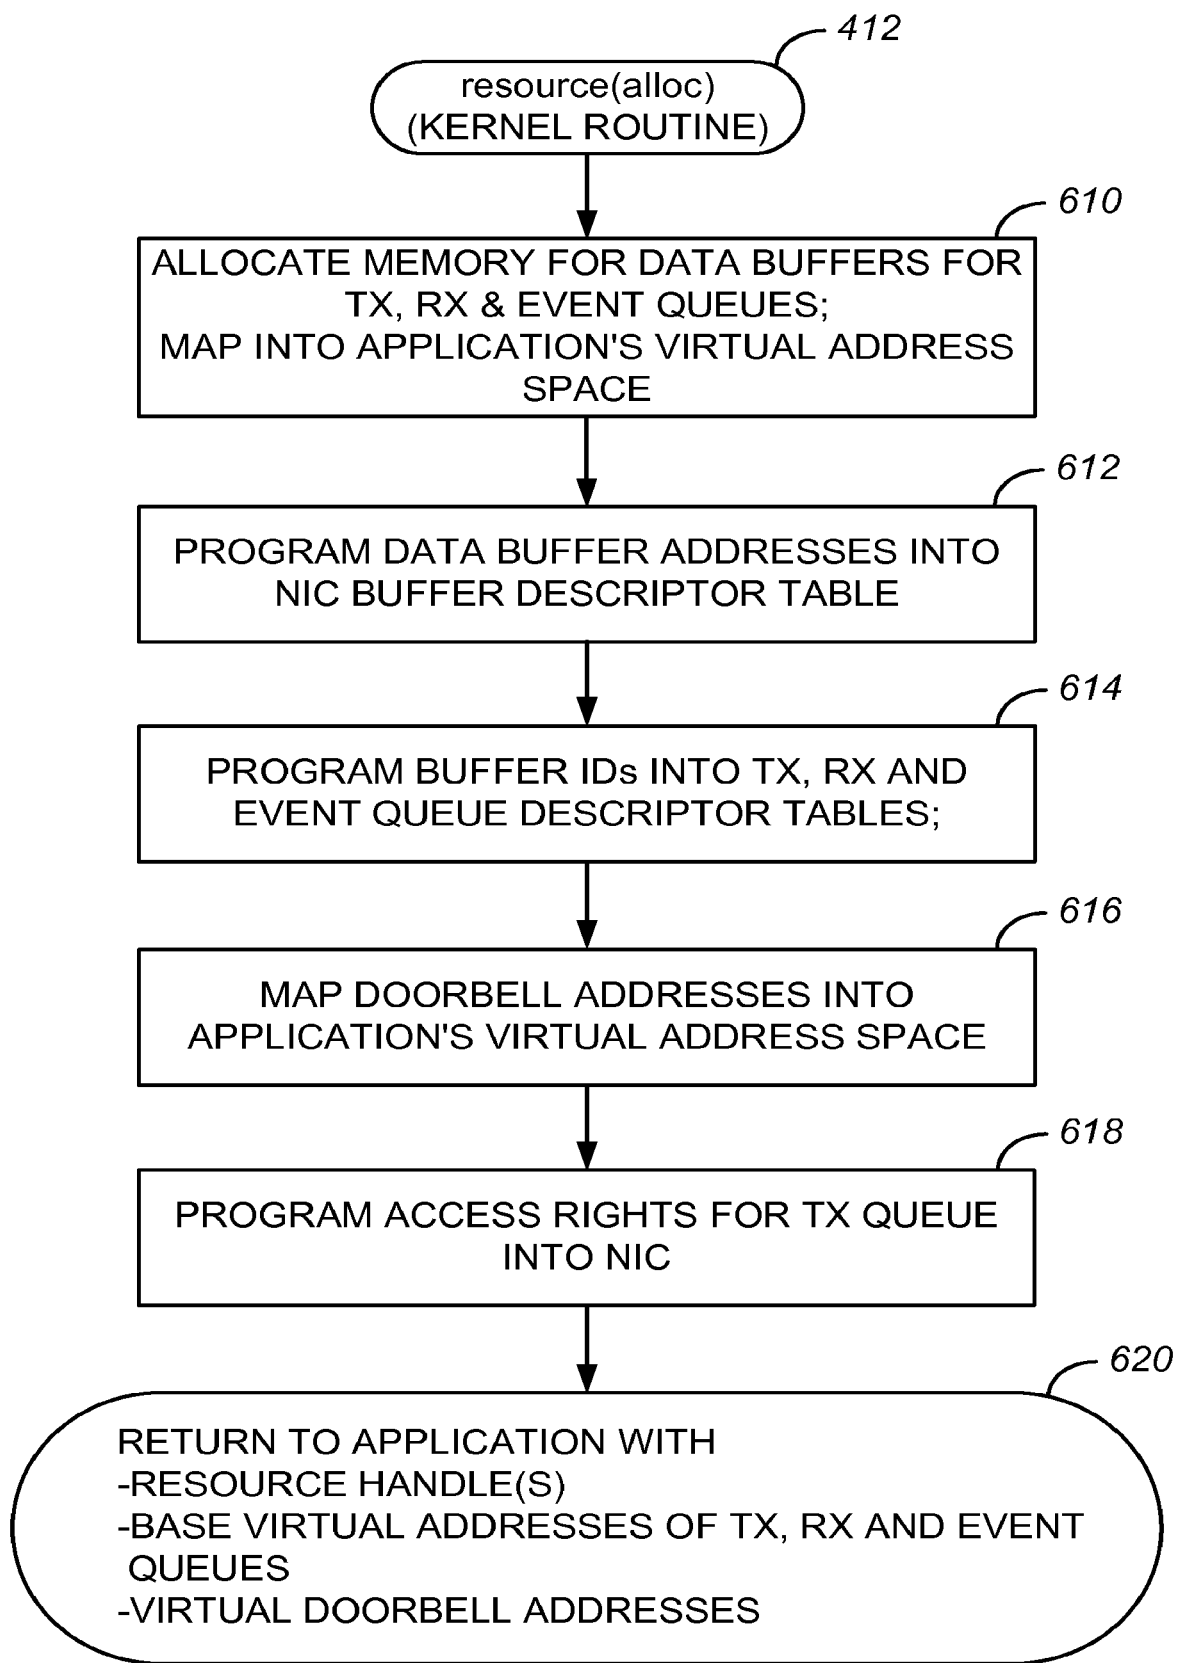 412
resource(alloc)
(KERNEL ROUTINE)
610
ALLOCATE MEMORY FOR DATA BUFFERS FOR
TX, RX & EVENT QUEUES;
MAP INTO APPLICATION'S VIRTUAL ADDRESS
SPACE
612
PROGRAM DATA BUFFER ADDRESSES INTO
NIC BUFFER DESCRIPTOR TABLE
614
PROGRAM BUFFER IDs INTO TX, RX AND
EVENT QUEUE DESCRIPTOR TABLES;
616
MAP DOORBELL ADDRESSES INTO
APPLICATION'S VIRTUAL ADDRESS SPACE
618
PROGRAM ACCESS RIGHTS FOR TX QUEUE
INTO NIC
620
RETURN TO APPLICATION WITH
-RESOURCE HANDLE(S)
-BASE VIRTUAL ADDRESSES OF TX, RX AND EVENT
QUEUES
-VIRTUAL DOORBELL ADDRESSES